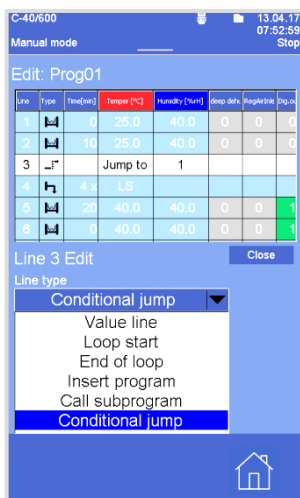 C-40/600 13.04.17
07:52:59
Manual mode Stop
Edit: Prog01
Line Type Time[min] Temper [°C] Humidity [%rH] deep dehu. RegAirInle Dig.ou
1 0 25.0 40.0 0 0
2 10 25.0 40.0 0 0
3 Jump to 1
4 4 x LS
5 20 40.0 40.0 0 0 1
6 0 40.0 40.0 0 0 1
Line 3 Edit Close
Line type
Conditional jump
Value line
Loop start
End of loop
Insert program
Call subprogram
Conditional jump